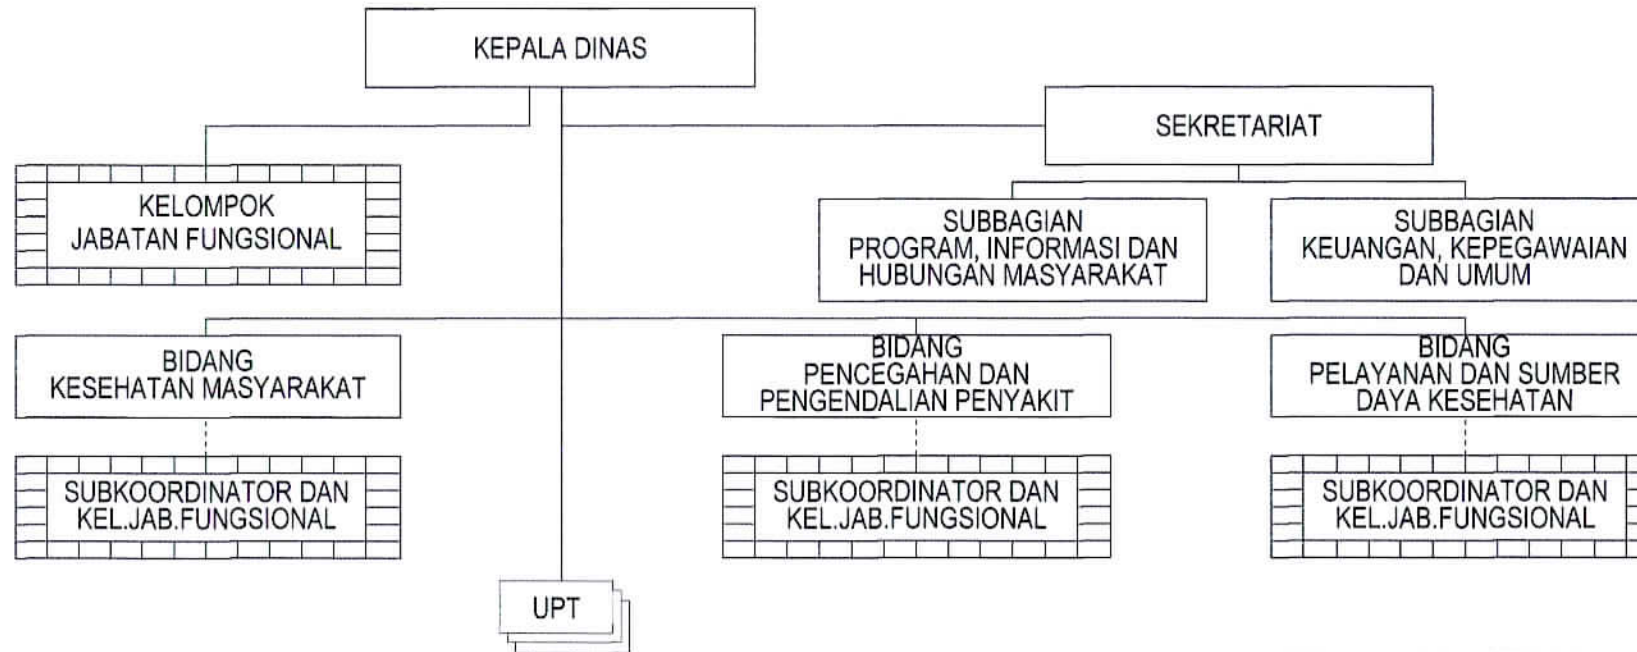 KEPALA DINAS
SEKRETARIAT
KELOMPOK
JABATAN FUNGSIONAL
SUBBAGIAN
PROGRAM, INFORMASI DAN
HUBUNGAN MASYARAKAT
SUBBAGIAN
KEUANGAN, KEPEGAWAIAN
DAN UMUM
BIDANG
KESEHATAN MASYARAKAT
BIDANG
PENCEGAHAN DAN
PENGENDALIAN PENYAKIT
BIDANG
PELAYANAN DAN SUMBER
DAYA KESEHATAN
SUBKOORDINATOR DAN
KEL.JAB.FUNGSIONAL
SUBKOORDINATOR DAN
KEL.JAB.FUNGSIONAL
SUBKOORDINATOR DAN
KEL.JAB.FUNGSIONAL
UPT